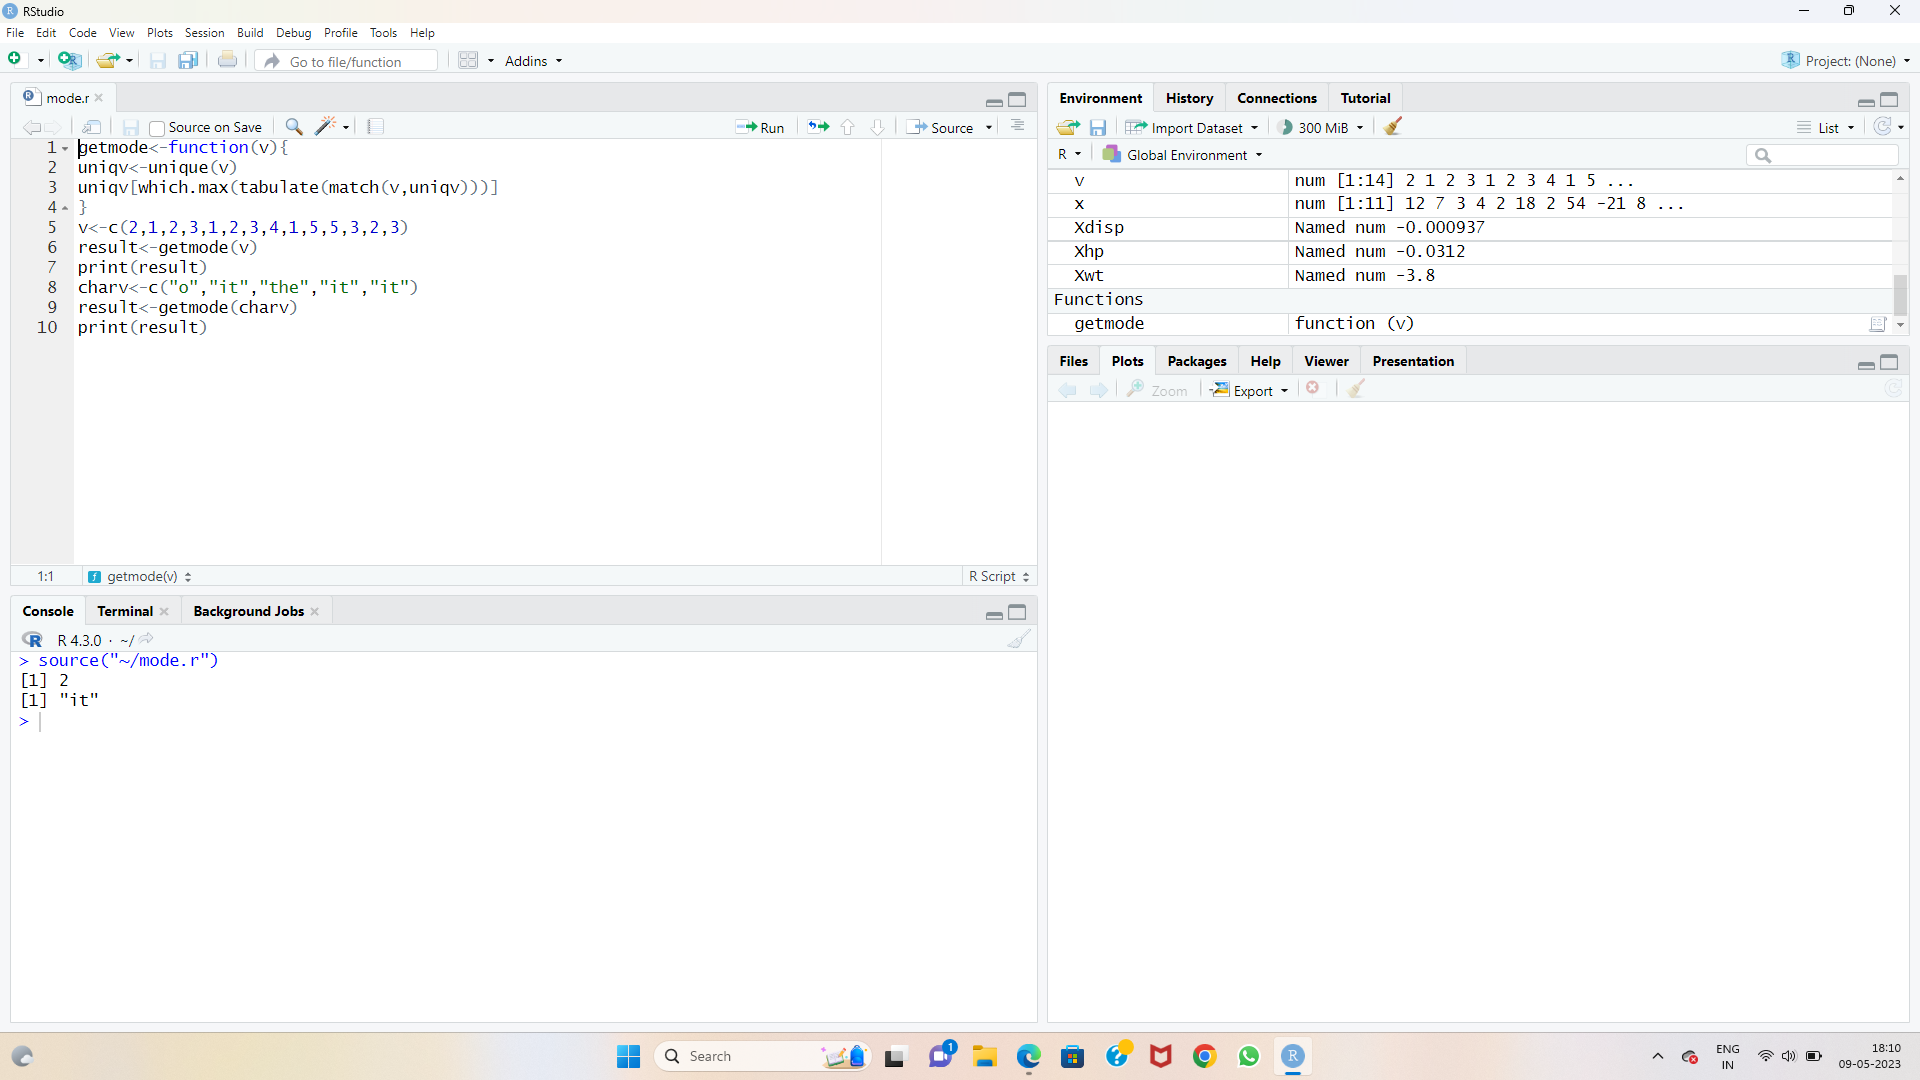 RStudio
File Edit Code View Plots Session Build Debug Profile Tools Help
Go to file/function Addins Project: (None)
mode.r
Source on Save Run Source
1 getmode<-function(v){
2 uniqv<-unique(v)
3 uniqv[which.max(tabulate(match(v,uniqv)))]
4 }
5 v<-c(2,1,2,3,1,2,3,4,1,5,5,3,2,3)
6 result<-getmode(v)
7 print(result)
8 charv<-c("o","it","the","it","it")
9 result<-getmode(charv)
10 print(result)
1:1 getmode(v) R Script
Console Terminal Background Jobs
R 4.3.0 · ~/
> source("~/mode.r")
[1] 2
[1] "it"
>
Environment History Connections Tutorial
Import Dataset 300 MiB List
R Global Environment
v num [1:14] 2 1 2 3 1 2 3 4 1 5 ...
x num [1:11] 12 7 3 4 2 18 2 54 -21 8 ...
Xdisp Named num -0.000937
Xhp Named num -0.0312
Xwt Named num -3.8
Functions
getmode function (v)
Files Plots Packages Help Viewer Presentation
Zoom Export
Search 1 R ENG 18:10
IN 09-05-2023